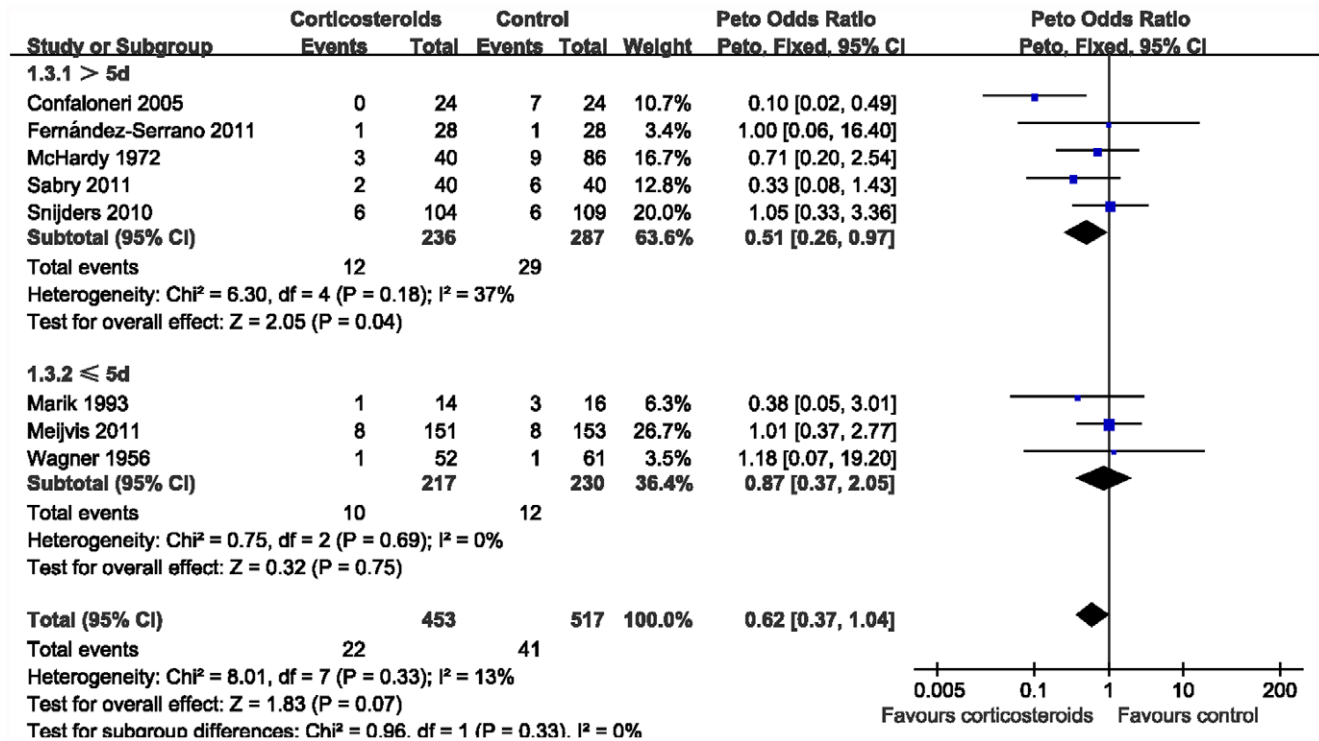 Corticosteroids Control Peto Odds Ratio Peto Odds Ratio
Study or Subgroup Events Total Events Total Weight Peto, Fixed, 95% CI Peto, Fixed, 95% CI
1.3.1 > 5d
Confaloneri 2005 0 24 7 24 10.7% 0.10 [0.02, 0.49]
Fernández-Serrano 2011 1 28 1 28 3.4% 1.00 [0.06, 16.40]
McHardy 1972 3 40 9 86 16.7% 0.71 [0.20, 2.54]
Sabry 2011 2 40 6 40 12.8% 0.33 [0.08, 1.43]
Snijders 2010 6 104 6 109 20.0% 1.05 [0.33, 3.36]
Subtotal (95% CI) 236 287 63.6% 0.51 [0.26, 0.97]
Total events 12 29
Heterogeneity: Chi² = 6.30, df = 4 (P = 0.18); I² = 37%
Test for overall effect: Z = 2.05 (P = 0.04)
1.3.2 ≤ 5d
Marik 1993 1 14 3 16 6.3% 0.38 [0.05, 3.01]
Meijvis 2011 8 151 8 153 26.7% 1.01 [0.37, 2.77]
Wagner 1956 1 52 1 61 3.5% 1.18 [0.07, 19.20]
Subtotal (95% CI) 217 230 36.4% 0.87 [0.37, 2.05]
Total events 10 12
Heterogeneity: Chi² = 0.75, df = 2 (P = 0.69); I² = 0%
Test for overall effect: Z = 0.32 (P = 0.75)
Total (95% CI) 453 517 100.0% 0.62 [0.37, 1.04]
Total events 22 41
Heterogeneity: Chi² = 8.01, df = 7 (P = 0.33); I² = 13%
Test for overall effect: Z = 1.83 (P = 0.07)
Test for subgroup differences: Chi² = 0.96, df = 1 (P = 0.33), I² = 0%
0.005 0.1 1 10 200
Favours corticosteroids Favours control